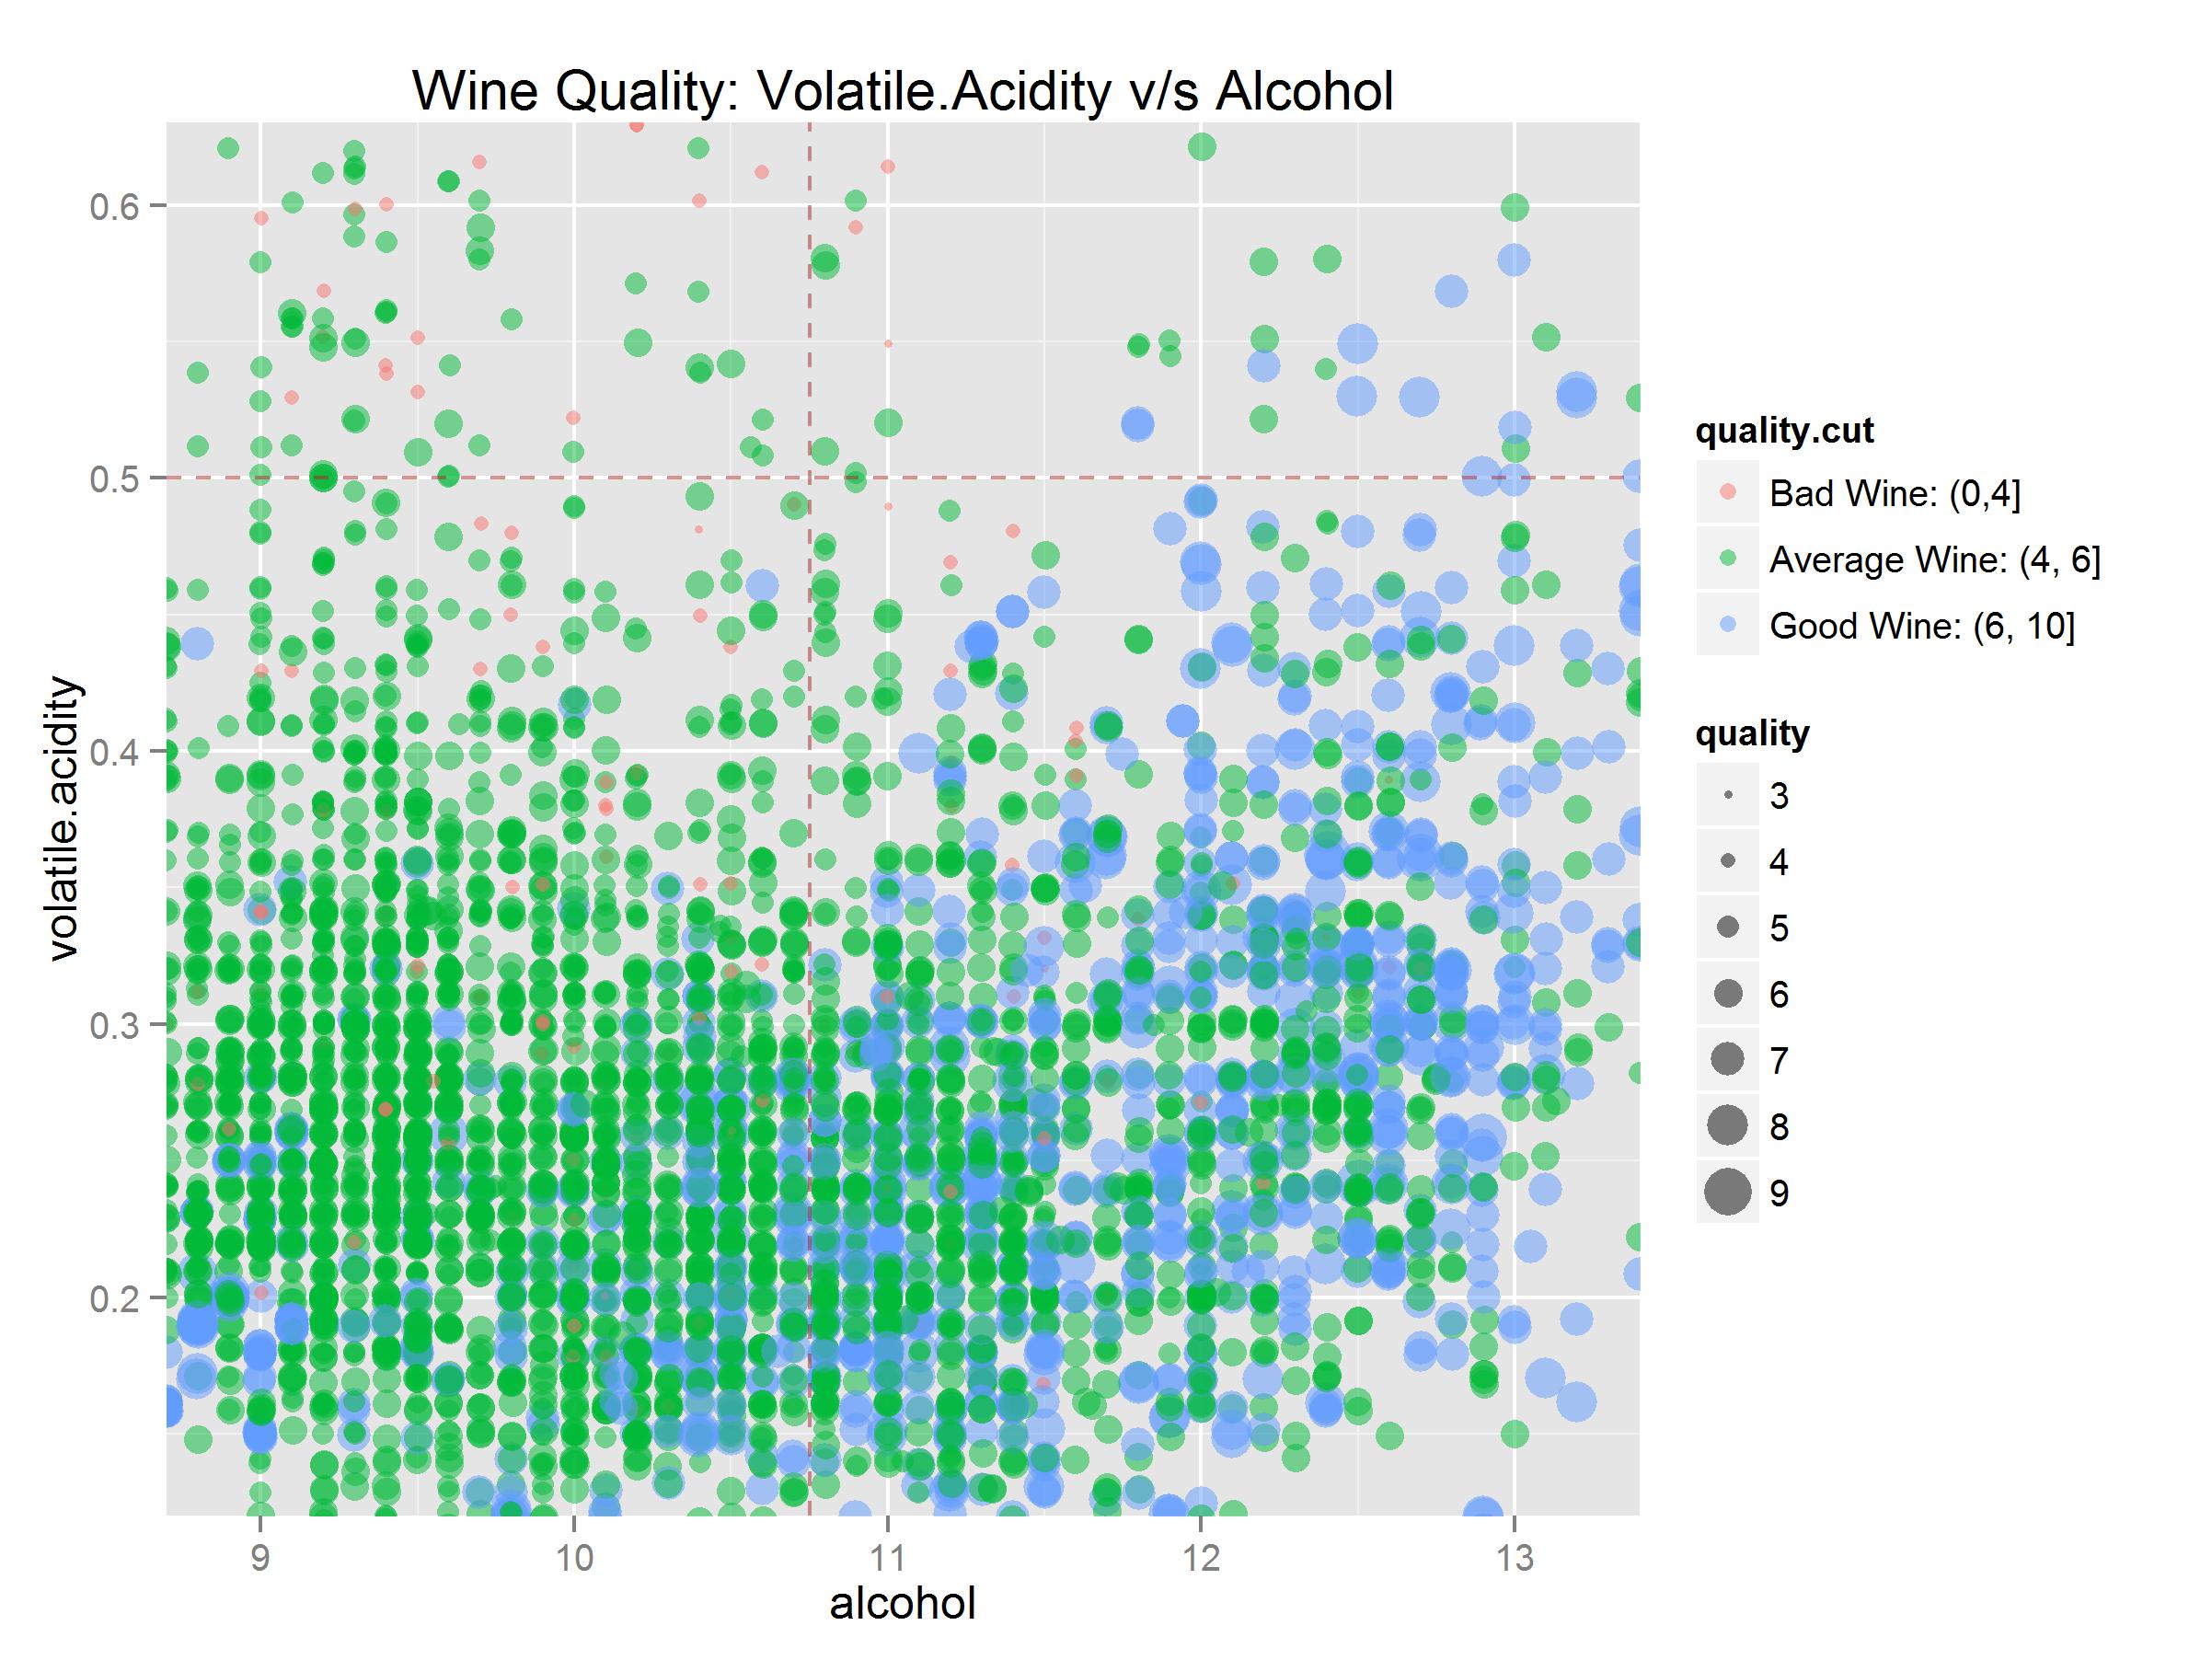 Wine Quality: Volatile.Acidity v/s Alcohol
0.6
0.5
0.4
0.3
0.2
volatile.acidity
9 10 11 12 13
alcohol
quality.cut
Bad Wine: (0,4]
Average Wine: (4, 6]
Good Wine: (6, 10]
quality
3
4
5
6
7
8
9